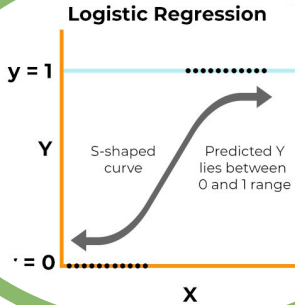 Logistic Regression
y = 1
Y
S-shaped
curve
Predicted Y
lies between
0 and 1 range
= 0
X